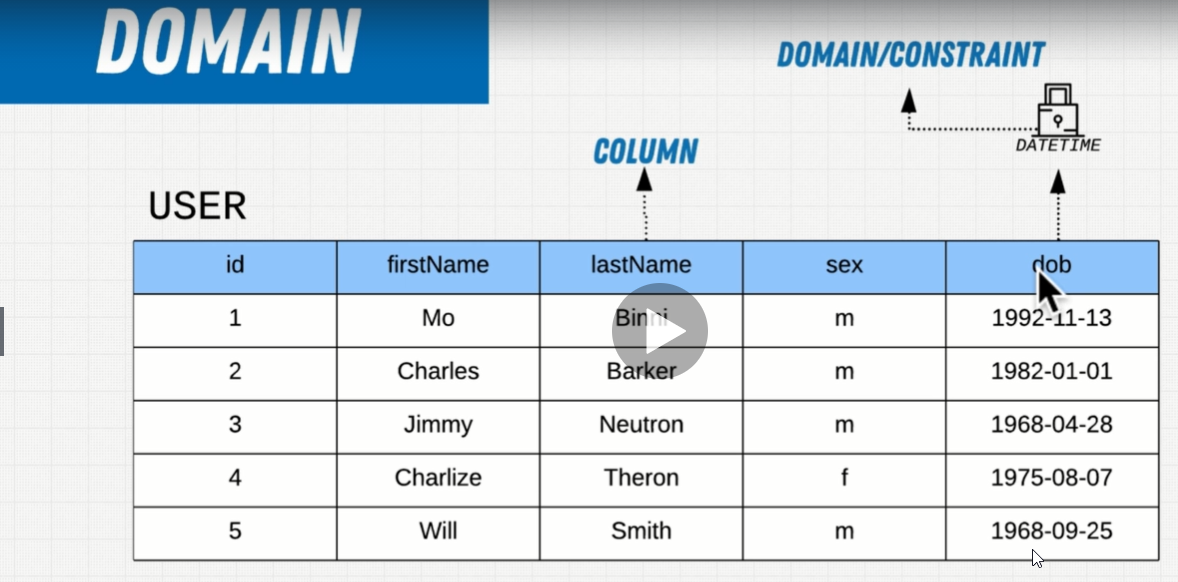 DOMAIN
DOMAIN/CONSTRAINT
DATETIME
COLUMN
USER
id firstName lastName sex dob
1 Mo Binni m 1992-11-13
2 Charles Barker m 1982-01-01
3 Jimmy Neutron m 1968-04-28
4 Charlize Theron f 1975-08-07
5 Will Smith m 1968-09-25